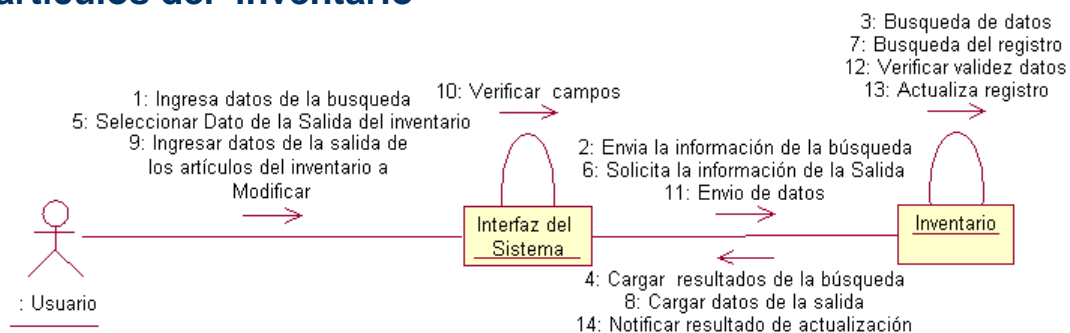 artículos del inventario
3: Busqueda de datos
7: Busqueda del registro
12: Verificar validez datos
13: Actualiza registro
10: Verificar campos
1: Ingresa datos de la busqueda
5: Seleccionar Dato de la Salida del inventario
9: Ingresar datos de la salida de
los artículos del inventario a
Modificar
2: Envia la información de la búsqueda
6: Solicita la información de la Salida
11: Envio de datos
Interfaz del
Sistema
Inventario
4: Cargar resultados de la búsqueda
8: Cargar datos de la salida
14: Notificar resultado de actualización
: Usuario